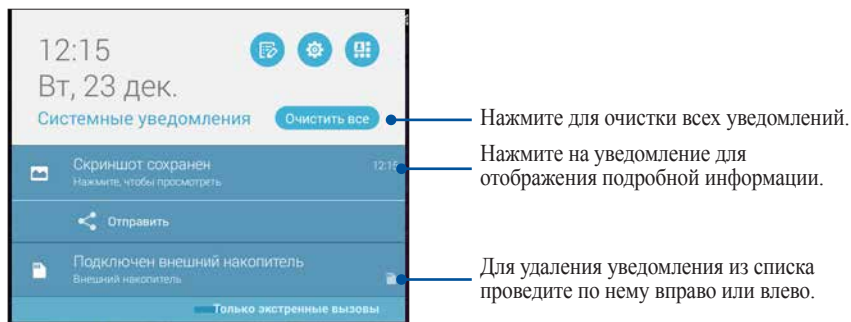 12:15
Вт, 23 дек.
Системные уведомления
Очистить все
Нажмите для очистки всех уведомлений.
Скриншот сохранен
12:15
Нажмите, чтобы просмотреть
Нажмите на уведомление для
отображения подробной информации.
Отправить
Подключен внешний накопитель
Внешний накопитель
Для удаления уведомления из списка
проведите по нему вправо или влево.
Только экстренные вызовы